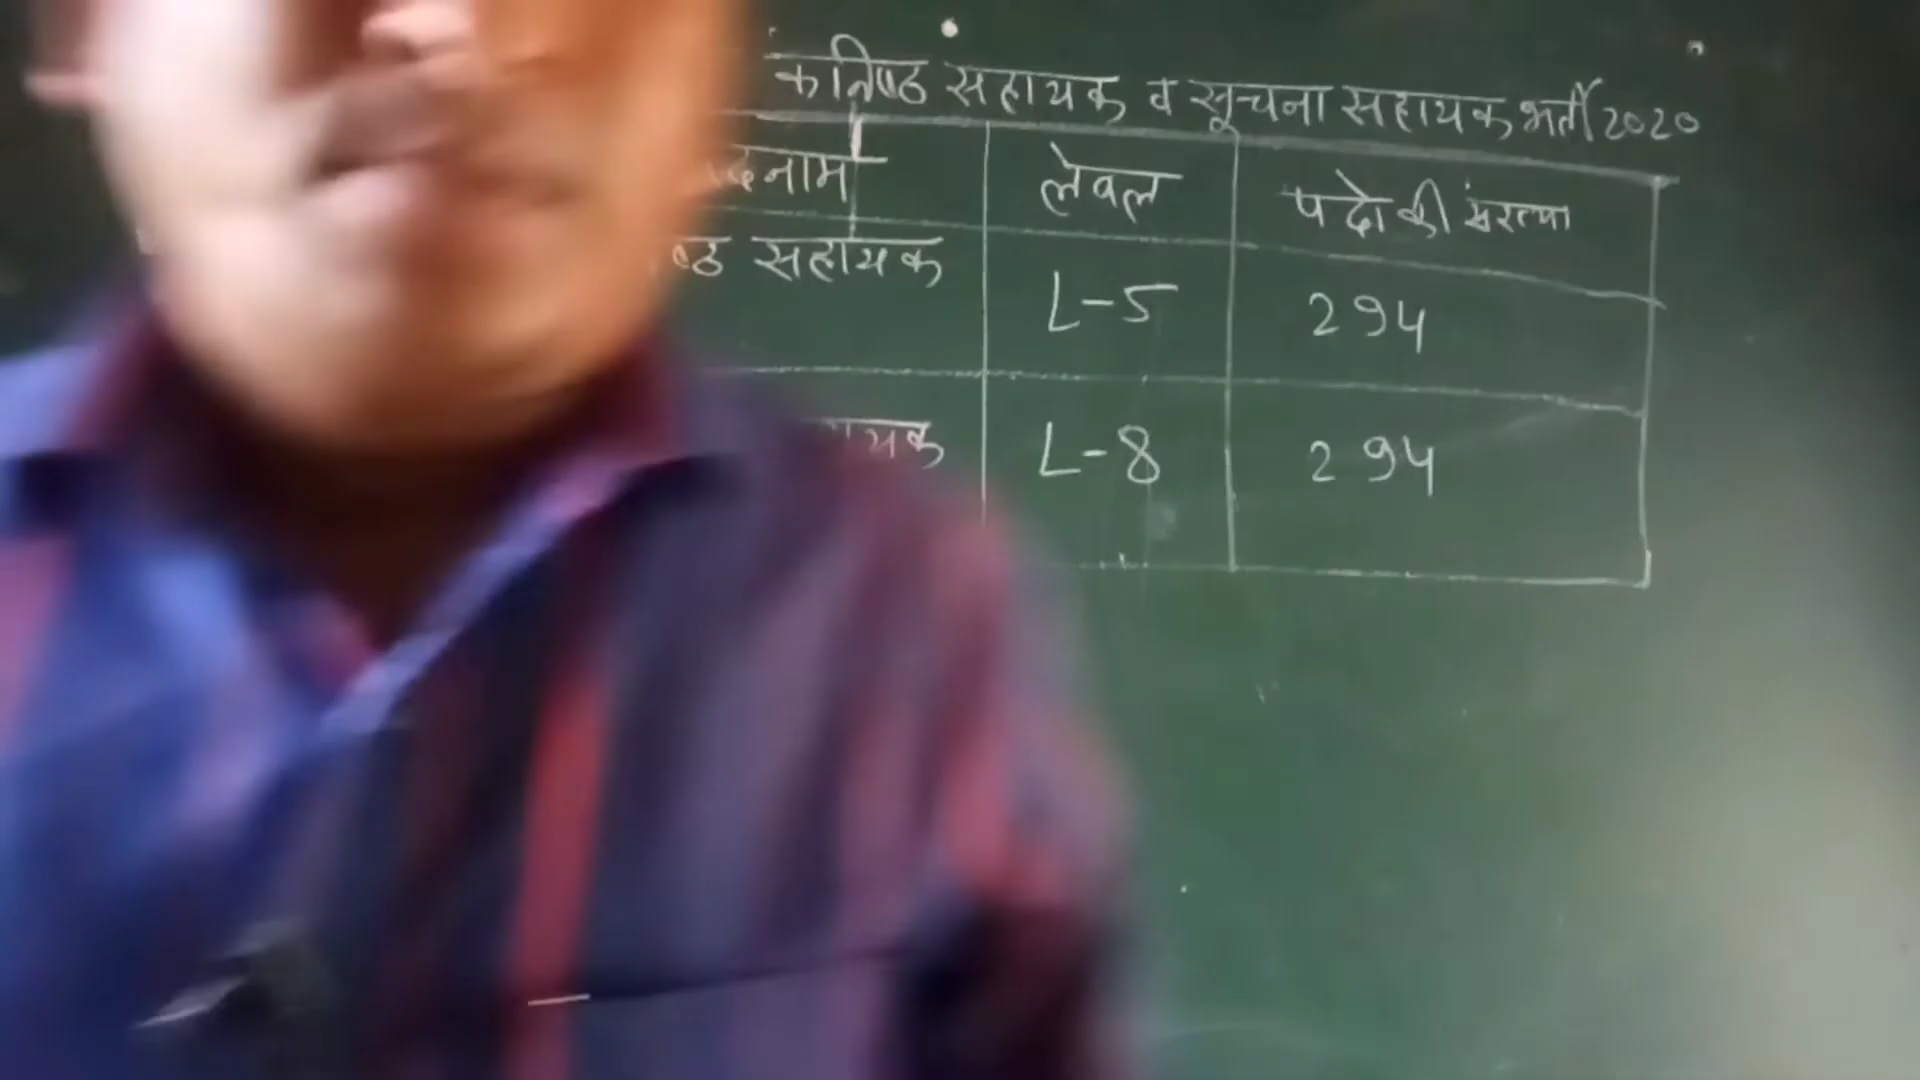 कनिष्ठ सहायक व सूचना सहायक भर्ती 2020
लेवल पदो की संख्या
सहायक
L-5 294
L-8 294